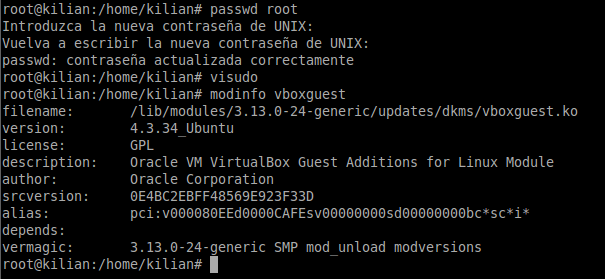 root@kilian:/home/kilian# passwd root
Introduzca la nueva contraseña de UNIX:
Vuelva a escribir la nueva contraseña de UNIX:
passwd: contraseña actualizada correctamente
root@kilian:/home/kilian# visudo
root@kilian:/home/kilian# modinfo vboxguest
filename:       /lib/modules/3.13.0-24-generic/updates/dkms/vboxguest.ko
version:        4.3.34_Ubuntu
license:        GPL
description:    Oracle VM VirtualBox Guest Additions for Linux Module
author:         Oracle Corporation
srcversion:     0E4BC2EBFF48569E923F33D
alias:          pci:v000080EEd0000CAFEsv00000000sd00000000bc*sc*i*
depends:
vermagic:       3.13.0-24-generic SMP mod_unload modversions
root@kilian:/home/kilian#